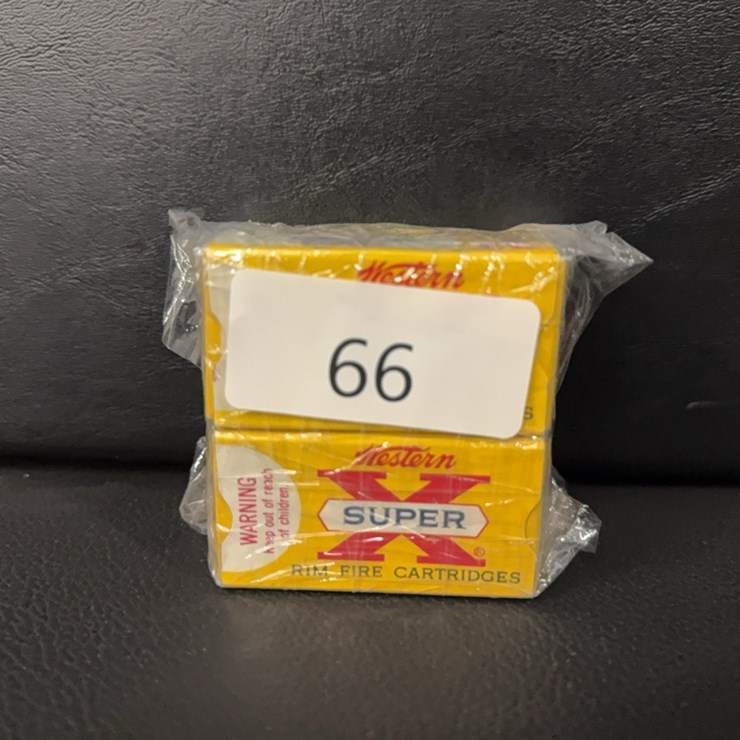 Western
66
S
Western
X
SUPER
®
RIM FIRE CARTRIDGES
WARNING
Keep out of reach
of children